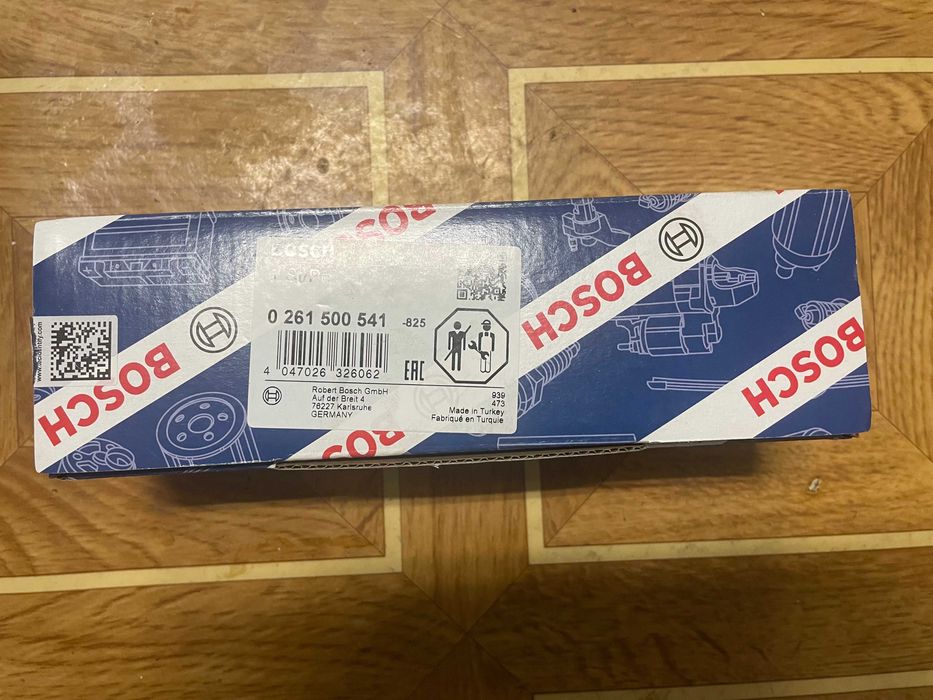 BOSCH
BOSCH
BOSCH
BOSCH
BOSCH
0 261 500 541 -825
4 047026 326062
EAC
Robert Bosch GmbH
Auf der Breit 4
76227 Karlsruhe
GERMANY
939
473
Made in Turkey
Fabriqué en Turquie